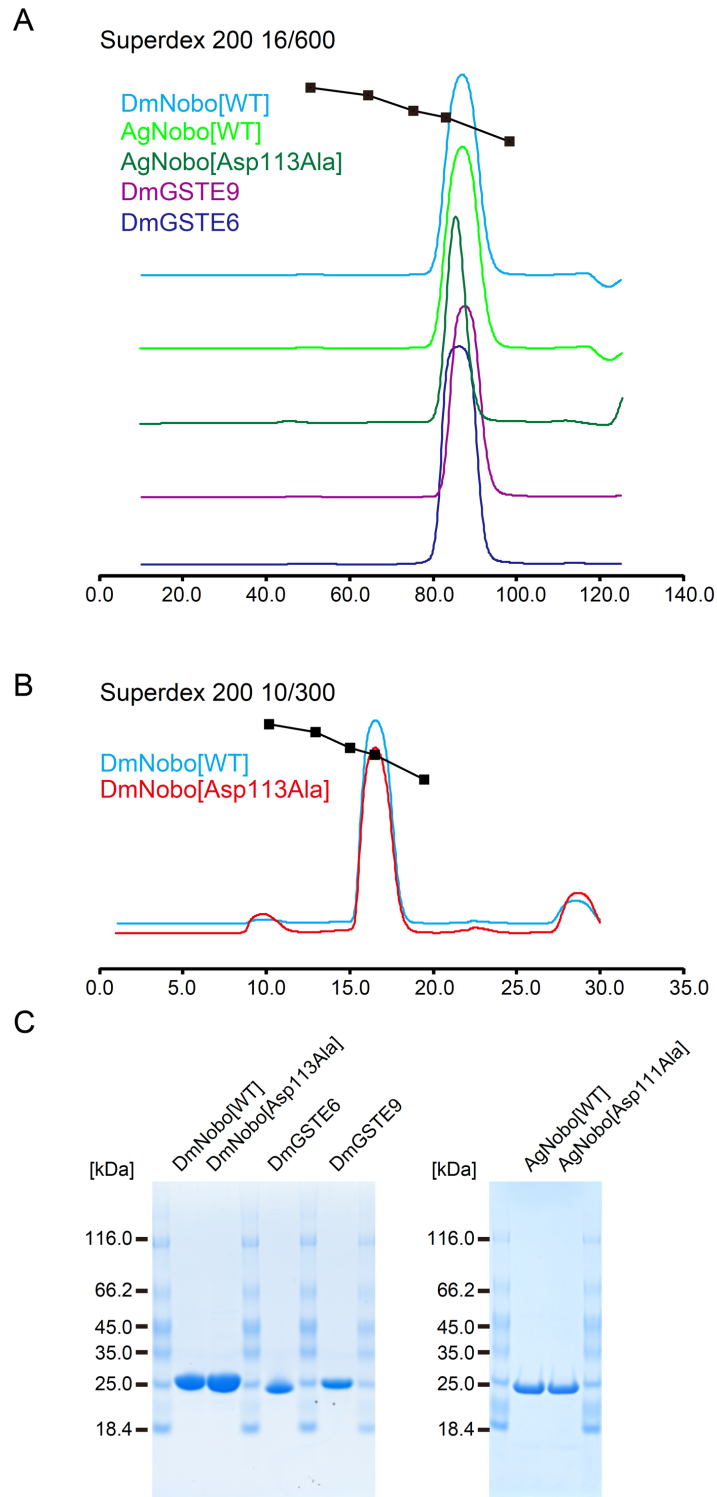 A
Superdex 200 16/600
DmNobo[WT]
AgNobo[WT]
AgNobo[Asp113Ala]
DmGSTE9
DmGSTE6
0.0 20.0 40.0 60.0 80.0 100.0 120.0 140.0
B
Superdex 200 10/300
DmNobo[WT]
DmNobo[Asp113Ala]
0.0 5.0 10.0 15.0 20.0 25.0 30.0 35.0
C
DmNobo[WT]
DmNobo[Asp113Ala]
DmGSTE6
DmGSTE9
[kDa]
116.0
66.2
45.0
35.0
25.0
18.4
AgNobo[WT]
AgNobo[Asp111Ala]
[kDa]
116.0
66.2
45.0
35.0
25.0
18.4